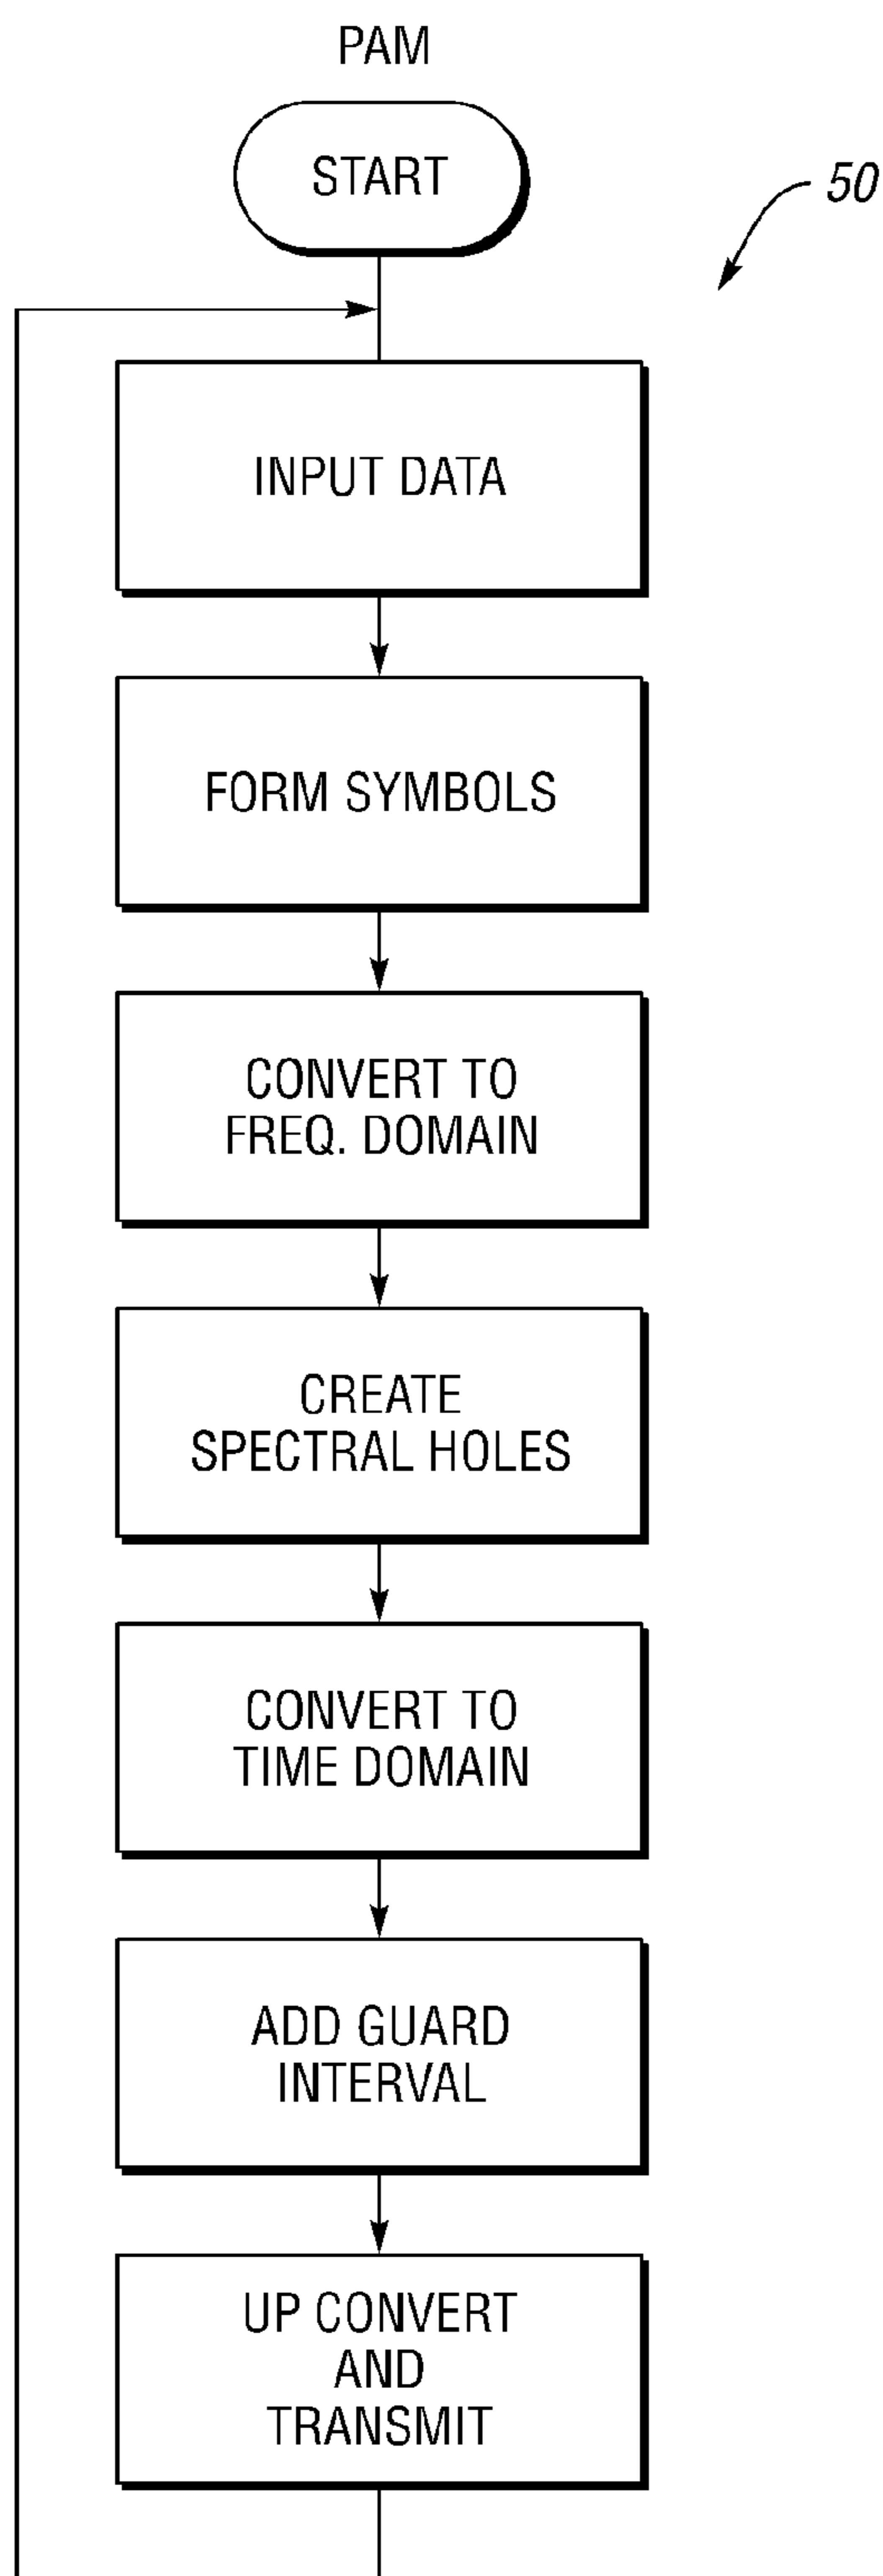 PAM
START
50
INPUT DATA
FORM SYMBOLS
CONVERT TO
FREQ. DOMAIN
CREATE
SPECTRAL HOLES
CONVERT TO
TIME DOMAIN
ADD GUARD
INTERVAL
UP CONVERT
AND
TRANSMIT